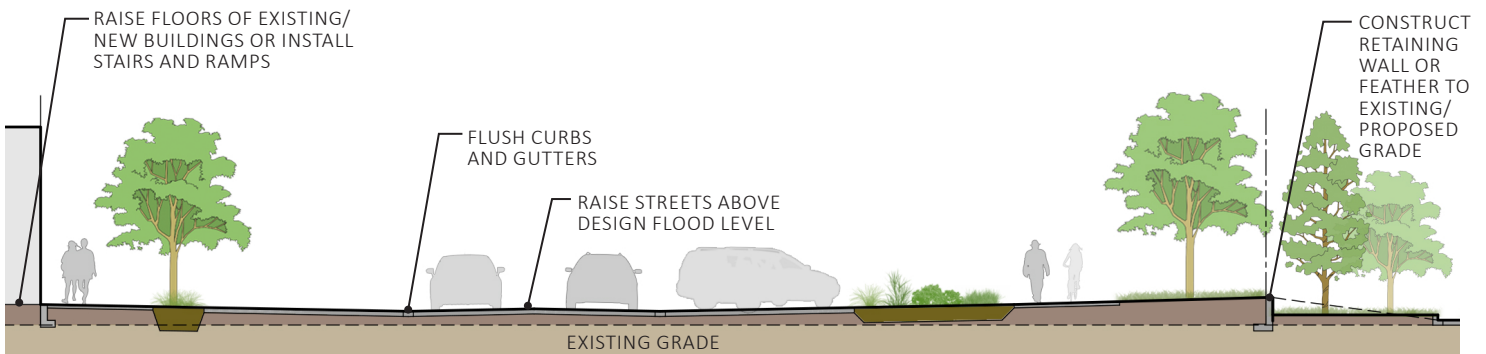 RAISE FLOORS OF EXISTING/
NEW BUILDINGS OR INSTALL
STAIRS AND RAMPS
FLUSH CURBS
AND GUTTERS
RAISE STREETS ABOVE
DESIGN FLOOD LEVEL
CONSTRUCT
RETAINING
WALL OR
FEATHER TO
EXISTING/
PROPOSED
GRADE
EXISTING GRADE